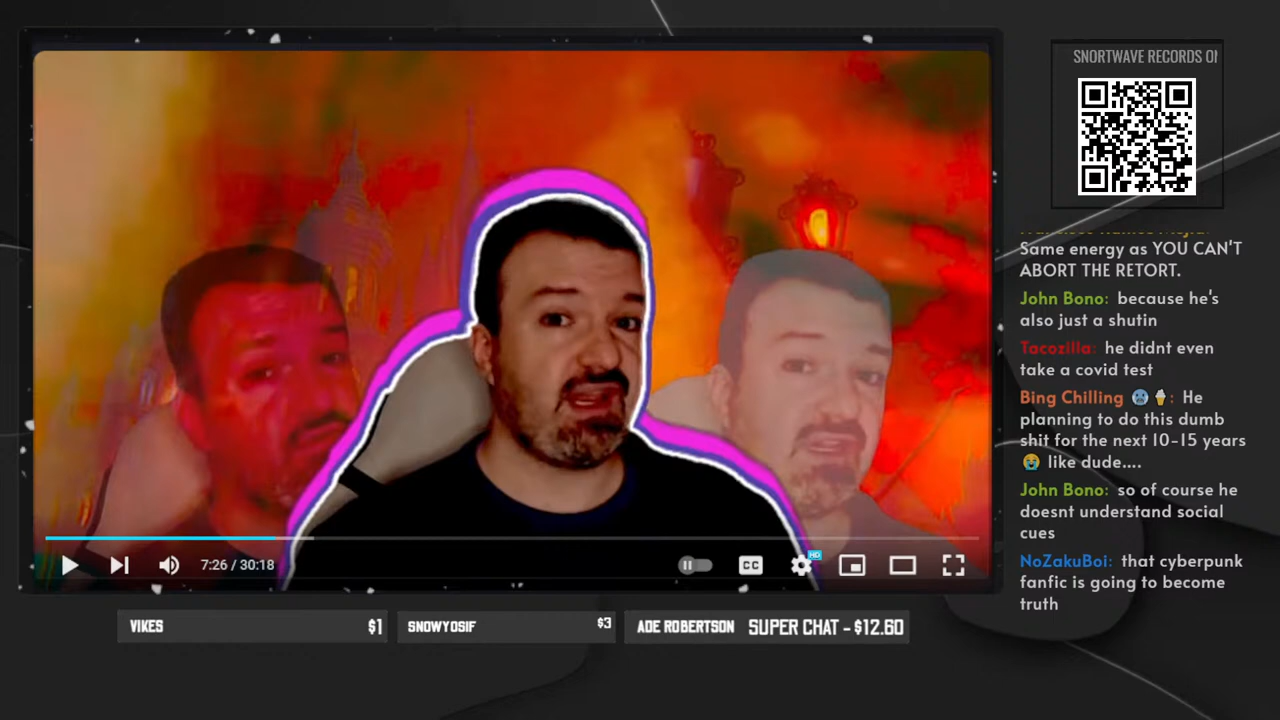 SNORTWAVE RECORDS O
Same energy as YOU CAN'T
ABORT THE RETORT.
John Bono: because he's
also just a shutin
Tacozilla: he didnt even
take a covid test
Bing Chilling 🥶🍦: He
planning to do this dumb
shit for the next 10-15 years
😭 like dude....
John Bono: so of course he
doesnt understand social
cues
NoZakuBoi: that cyberpunk
fanfic is going to become
truth
7:26 / 30:18
CC
HD
VIKES $1
SNOWYOSIF $3
ADE ROBERTSON SUPER CHAT - $12.60